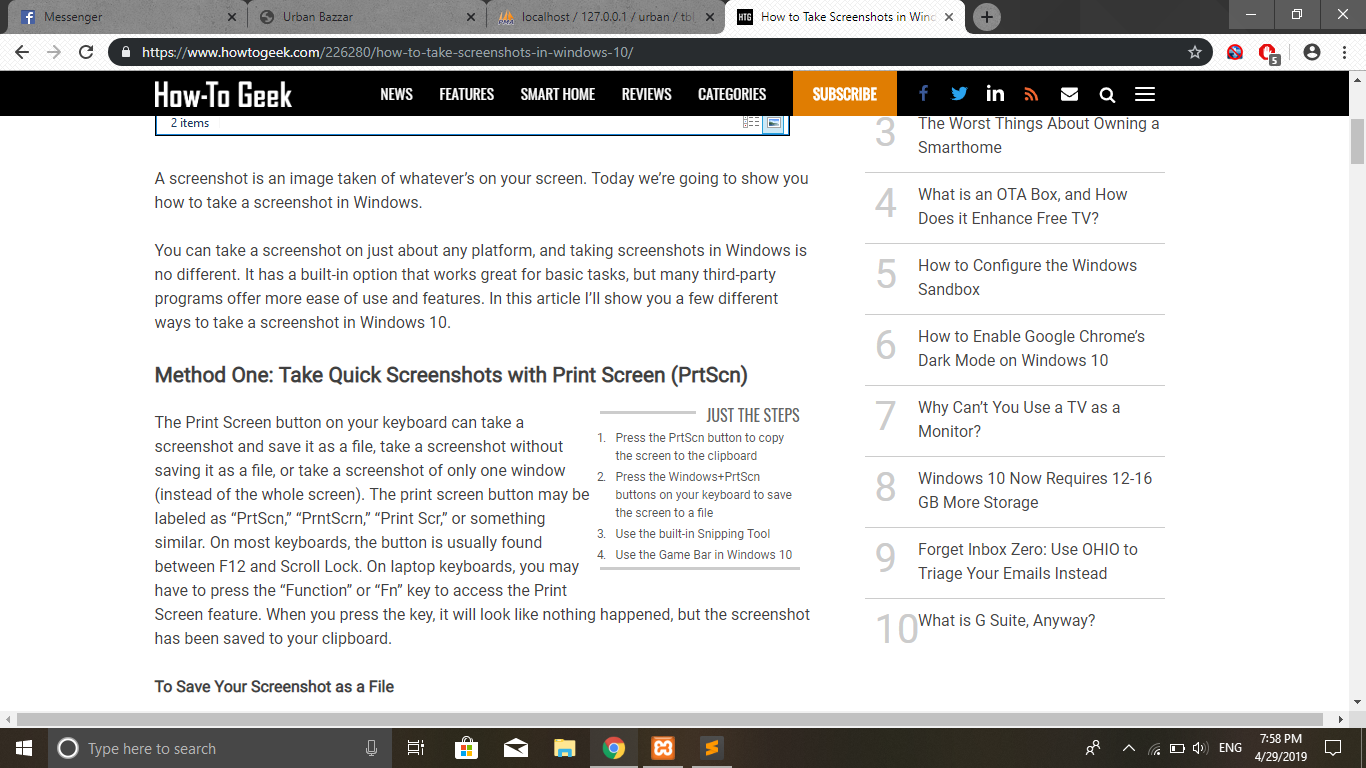 Messenger
Urban Bazzar
localhost / 127.0.0.1 / urban / tbl
HTG How to Take Screenshots in Winc
https://www.howtogeek.com/226280/how-to-take-screenshots-in-windows-10/
5
How-To Geek
NEWS
FEATURES
SMART HOME
REVIEWS
CATEGORIES
SUBSCRIBE
2 items
A screenshot is an image taken of whatever's on your screen. Today we're going to show you
how to take a screenshot in Windows.
You can take a screenshot on just about any platform, and taking screenshots in Windows is
no different. It has a built-in option that works great for basic tasks, but many third-party
programs offer more ease of use and features. In this article I'll show you a few different
ways to take a screenshot in Windows 10.
Method One: Take Quick Screenshots with Print Screen (PrtScn)
The Print Screen button on your keyboard can take a
screenshot and save it as a file, take a screenshot without
saving it as a file, or take a screenshot of only one window
(instead of the whole screen). The print screen button may be
labeled as “PrtScn,” “PrntScrn,” “Print Scr,” or something
similar. On most keyboards, the button is usually found
between F12 and Scroll Lock. On laptop keyboards, you may
have to press the “Function” or “Fn” key to access the Print
Screen feature. When you press the key, it will look like nothing happened, but the screenshot
has been saved to your clipboard.
JUST THE STEPS
1. Press the PrtScn button to copy
the screen to the clipboard
2. Press the Windows+PrtScn
buttons on your keyboard to save
the screen to a file
3. Use the built-in Snipping Tool
4. Use the Game Bar in Windows 10
To Save Your Screenshot as a File
3 The Worst Things About Owning a
Smarthome
4 What is an OTA Box, and How
Does it Enhance Free TV?
5 How to Configure the Windows
Sandbox
6 How to Enable Google Chrome's
Dark Mode on Windows 10
7 Why Can't You Use a TV as a
Monitor?
8 Windows 10 Now Requires 12-16
GB More Storage
9 Forget Inbox Zero: Use OHIO to
Triage Your Emails Instead
10 What is G Suite, Anyway?
Type here to search
ENG
7:58 PM
4/29/2019